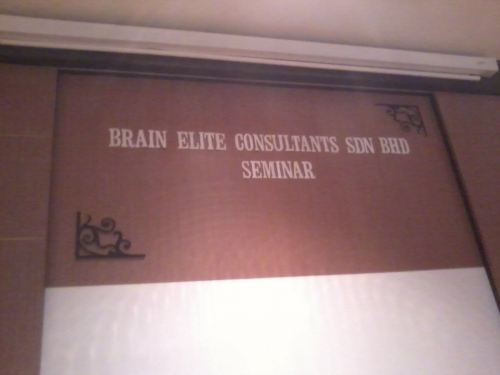 BRAIN ELITE CONSULTANTS SDN BHD
SEMINAR